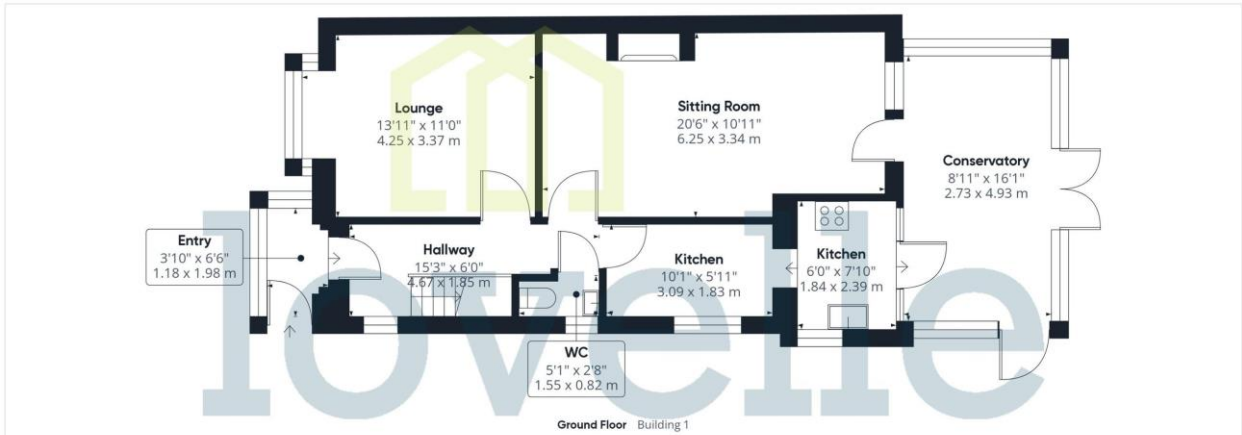 Lounge
13'11" x 11'0"
4.25 x 3.37 m
Sitting Room
20'6" x 10'11"
6.25 x 3.34 m
Conservatory
8'11" x 16'1"
2.73 x 4.93 m
Entry
3'10" x 6'6"
1.18 x 1.98 m
Hallway
15'3" x 6'0"
4.67 x 1.85 m
Kitchen
10'1" x 5'11"
3.09 x 1.83 m
Kitchen
6'0" x 7'10"
1.84 x 2.39 m
WC
5'1" x 2'8"
1.55 x 0.82 m
lovelle
Ground Floor Building 1